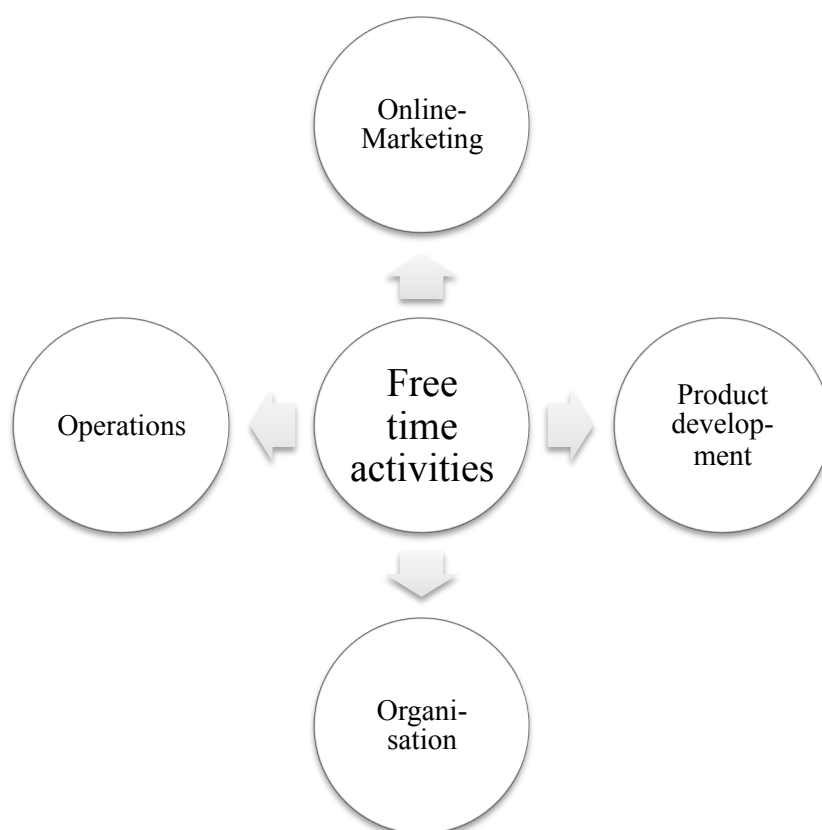 Online-
Marketing
Operations
Free
time
activities
Product
develop-
ment
Organi-
sation